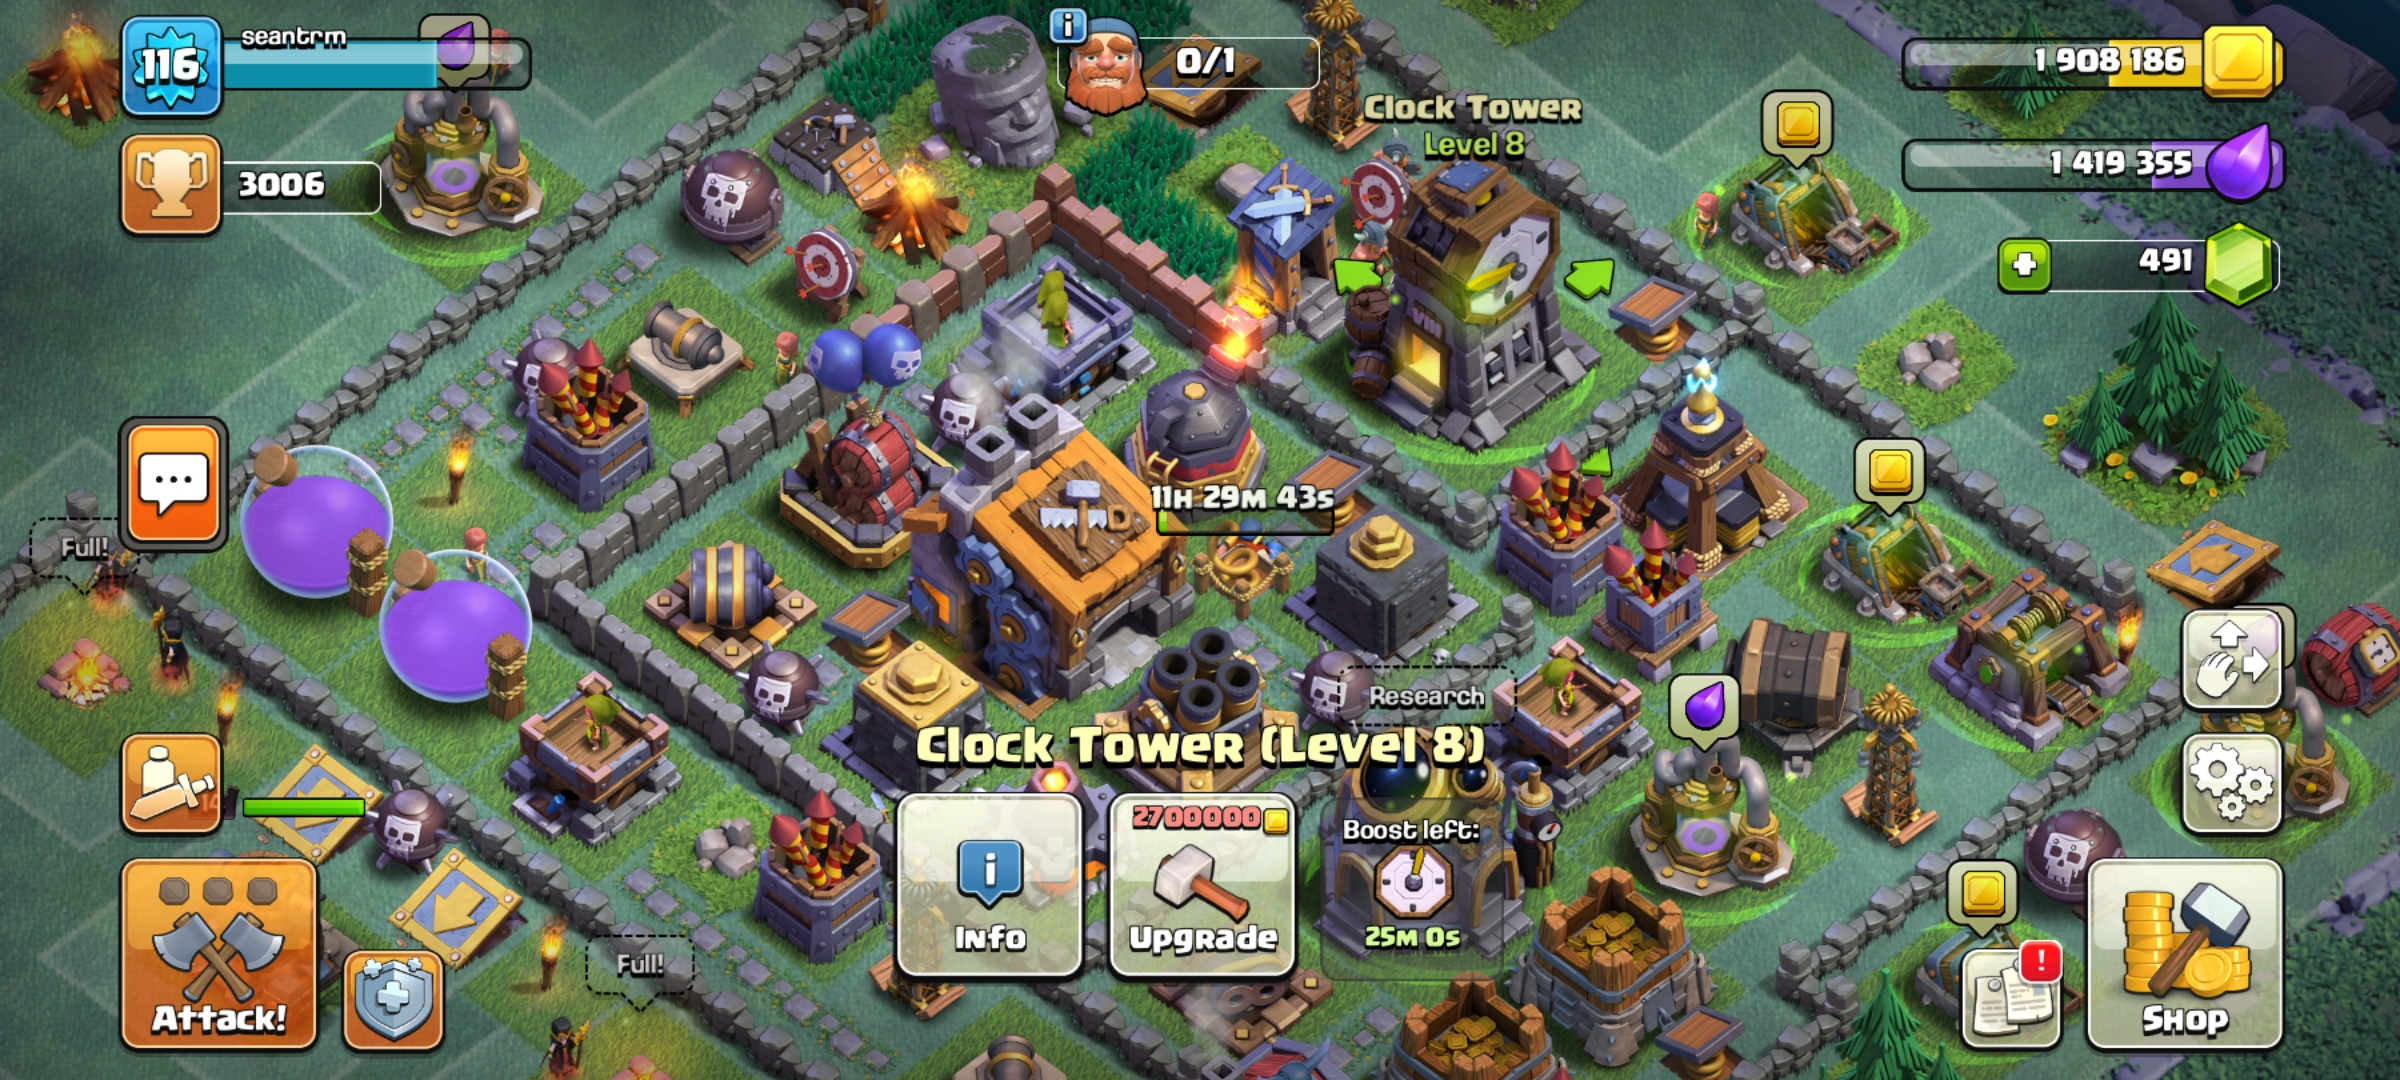 116
seantrm
0/1
1 908 186
Clock Tower
Level 8
1 419 355
3006
491
VIII
11H 29M 43S
Full!
Research
Clock Tower (Level 8)
2700000
Boost left:
Info
Upgrade
25M 0S
Full!
!
Attack!
Shop